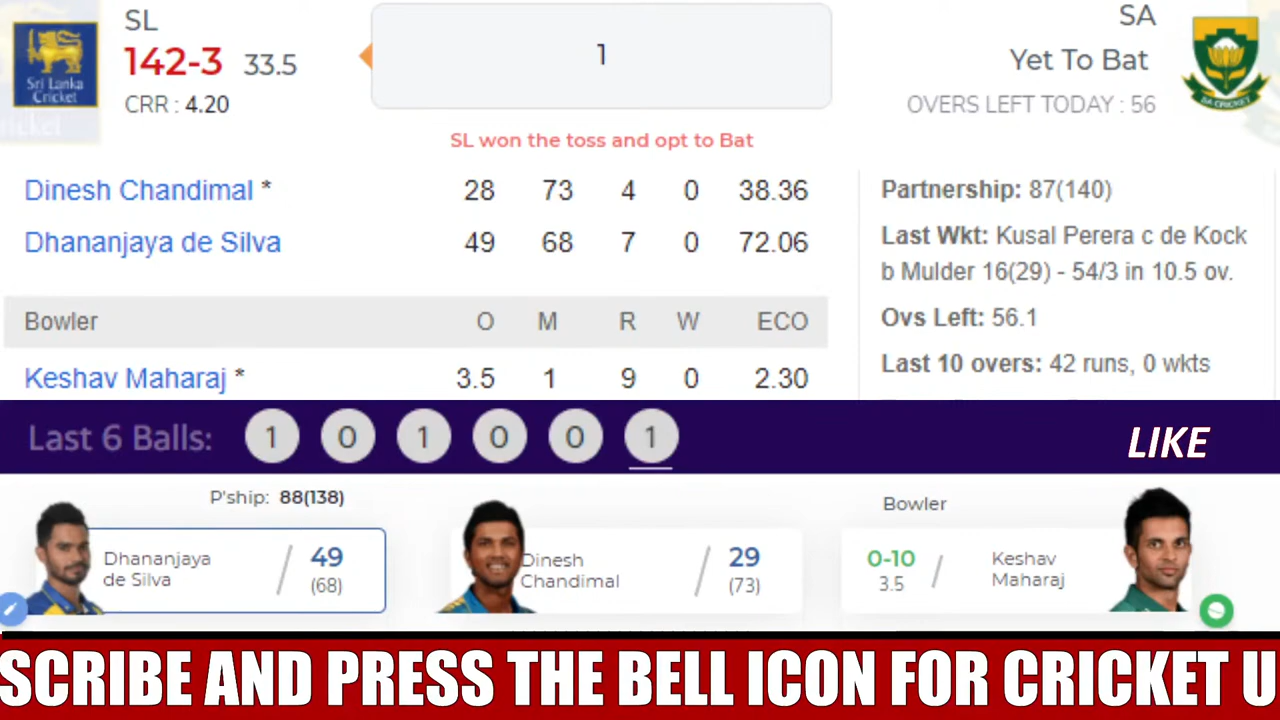 SL
142-3 33.5
CRR : 4.20
Sri Lanka
Cricket
1
SA
Yet To Bat
OVERS LEFT TODAY : 56
SA CRICKET
SL won the toss and opt to Bat
Dinesh Chandimal * 28 73 4 0 38.36
Dhananjaya de Silva 49 68 7 0 72.06
Bowler O M R W ECO
Keshav Maharaj * 3.5 1 9 0 2.30
Partnership: 87(140)
Last Wkt: Kusal Perera c de Kock
b Mulder 16(29) - 54/3 in 10.5 ov.
Ovs Left: 56.1
Last 10 overs: 42 runs, 0 wkts
Last 6 Balls: 1 0 1 0 0 1
LIKE
P'ship: 88(138)
Dhananjaya
de Silva
49
(68)
Dinesh
Chandimal
29
(73)
Bowler
0-10
3.5
Keshav
Maharaj
SCRIBE AND PRESS THE BELL ICON FOR CRICKET U